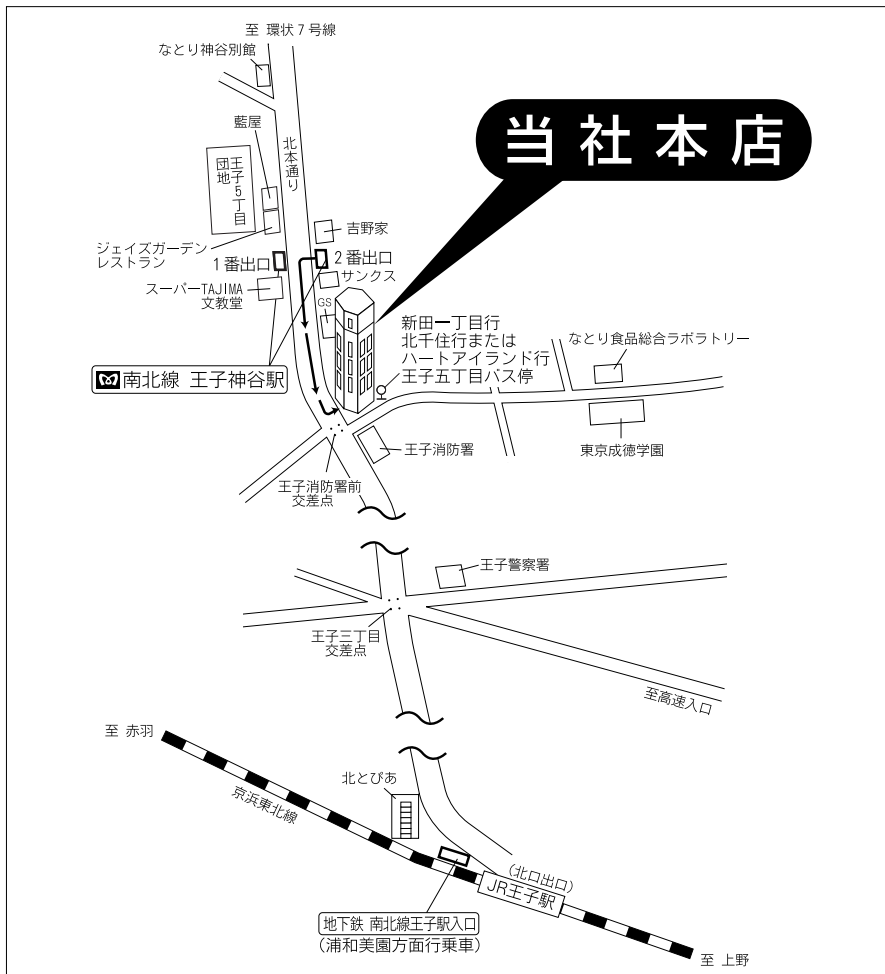 至 環状7号線
なとり神谷別館
藍屋
北本通り
王子5丁目
団地
当社本店
吉野家
ジェイズガーデン
レストラン
1番出口
2番出口
サンクス
スーパーTAJIMA
文教堂
GS
新田一丁目行
北千住行または
ハートアイランド行
王子五丁目バス停
なとり食品総合ラボラトリー
南北線 王子神谷駅
王子消防署
東京成徳学園
王子消防署前
交差点
王子警察署
王子三丁目
交差点
至高速入口
至 赤羽
京浜東北線
北とぴあ
(北口出口)
JR王子駅
地下鉄 南北線王子駅入口
(浦和美園方面行乗車)
至 上野